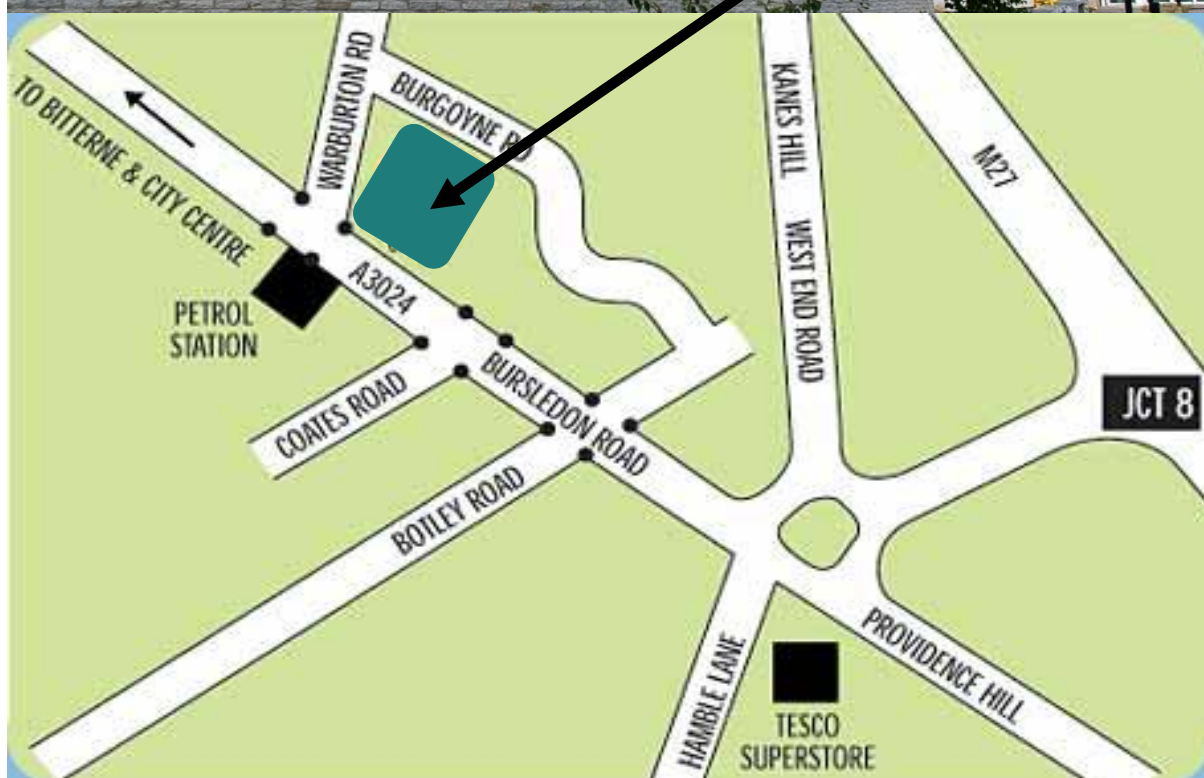 TO BITTERNE & CITY CENTRE
WARBURTON RD
BURGOYNE RD
KANES HILL
M27
WEST END ROAD
A3024
PETROL
STATION
COATES ROAD
BURSLEDON ROAD
JCT 8
BOTLEY ROAD
HAMBLE LANE
PROVIDENCE HILL
TESCO
SUPERSTORE